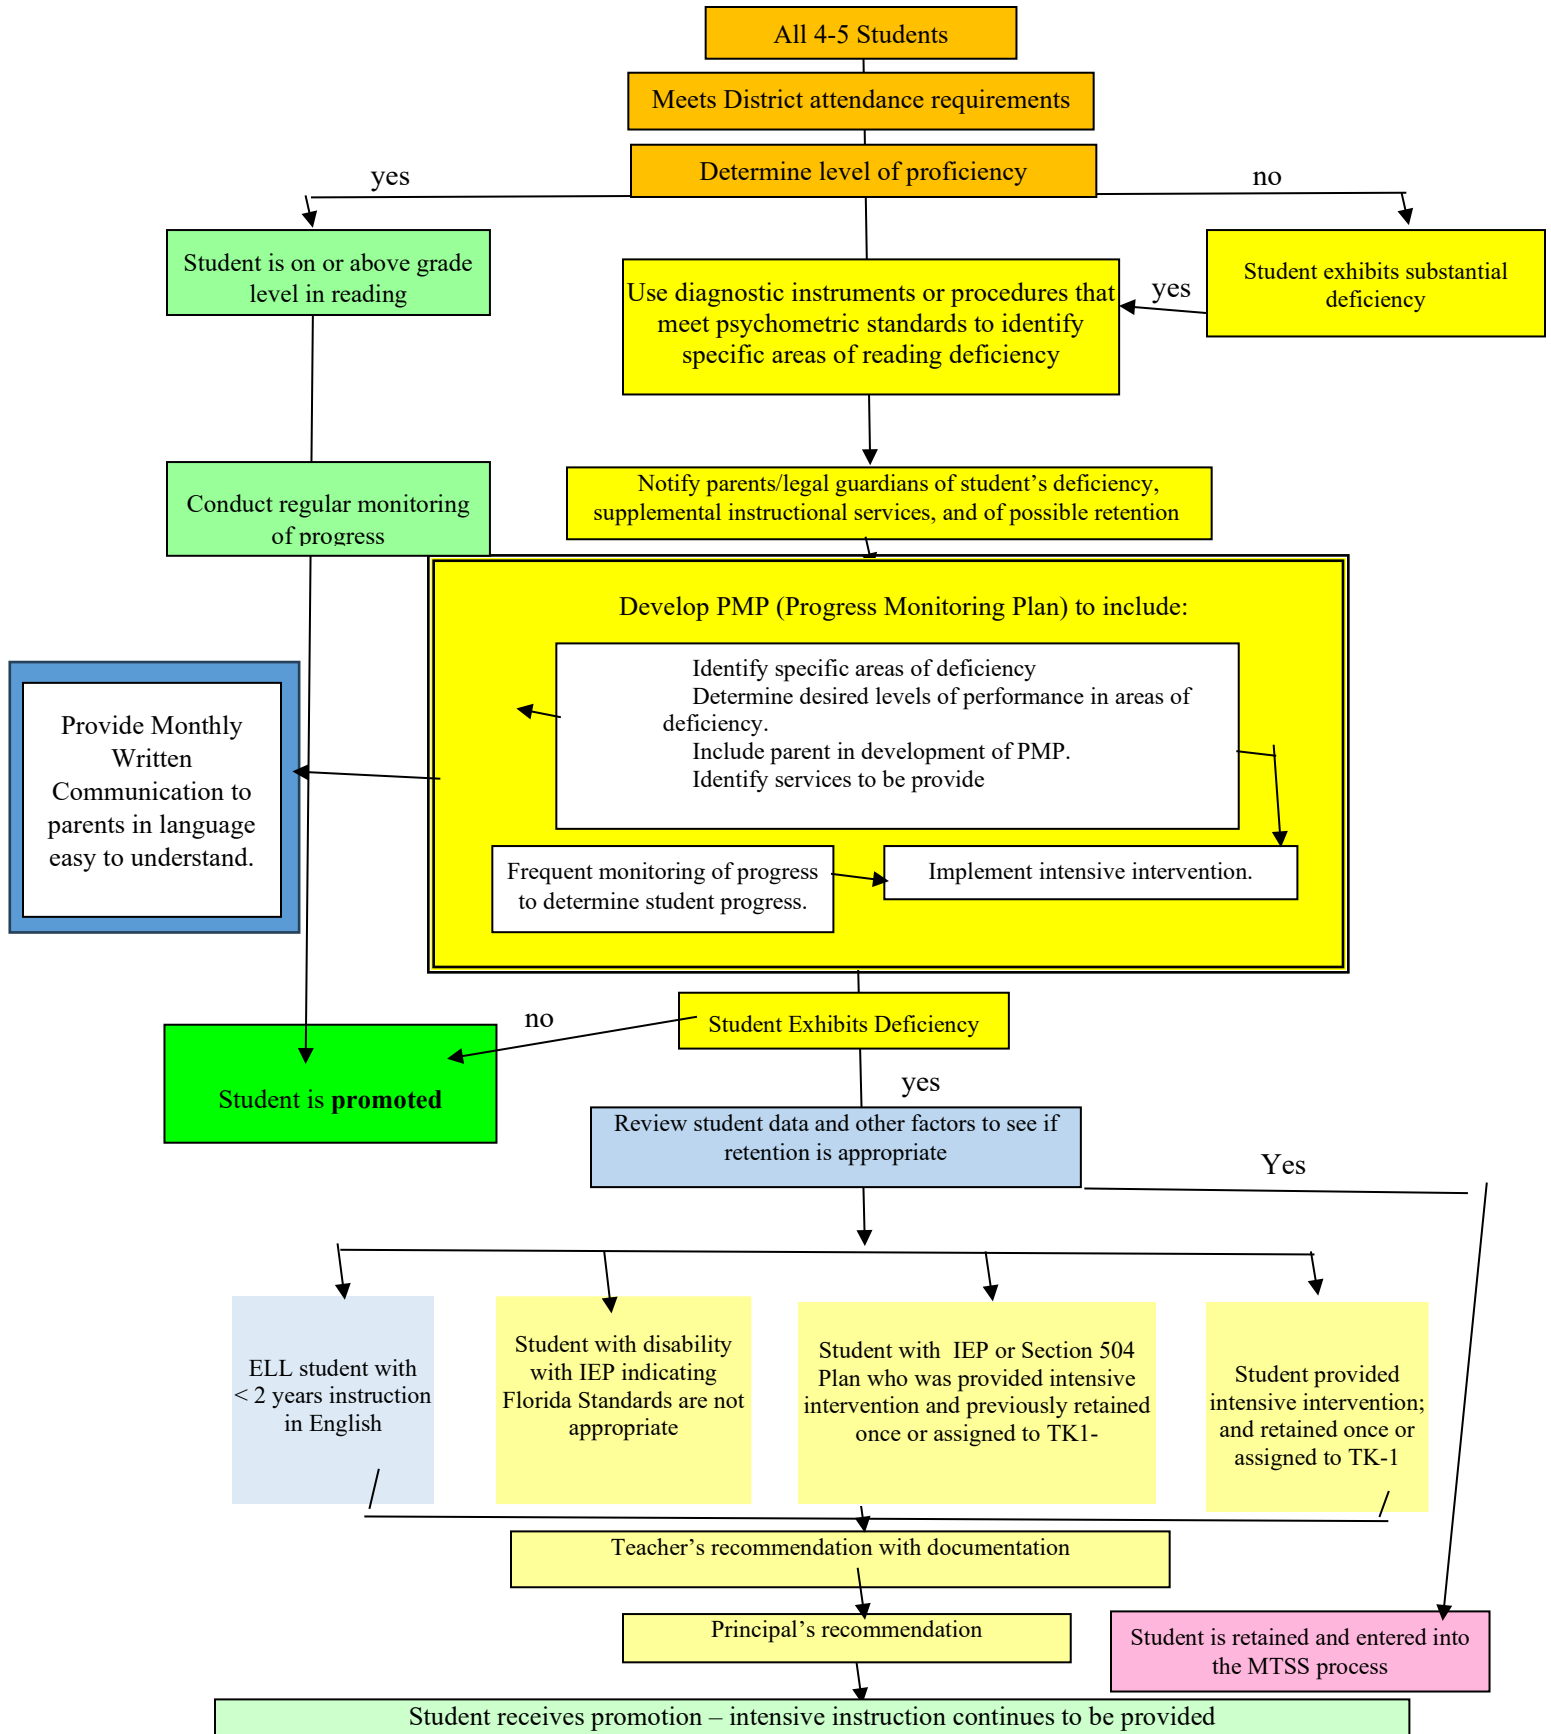 All 4-5 Students
Meets District attendance requirements
Determine level of proficiency
yes
no
Student is on or above grade
level in reading
Use diagnostic instruments or procedures that
meet psychometric standards to identify
specific areas of reading deficiency
yes
Student exhibits substantial
deficiency
Conduct regular monitoring
of progress
Notify parents/legal guardians of student’s deficiency,
supplemental instructional services, and of possible retention
Develop PMP (Progress Monitoring Plan) to include:
Identify specific areas of deficiency
Determine desired levels of performance in areas of
deficiency.
Include parent in development of PMP.
Identify services to be provide
Provide Monthly
Written
Communication to
parents in language
easy to understand.
Frequent monitoring of progress
to determine student progress.
Implement intensive intervention.
Student Exhibits Deficiency
no
Student is promoted
yes
Review student data and other factors to see if
retention is appropriate
Yes
ELL student with
< 2 years instruction
in English
Student with disability
with IEP indicating
Florida Standards are not
appropriate
Student with IEP or Section 504
Plan who was provided intensive
intervention and previously retained
once or assigned to TK1-
Student provided
intensive intervention;
and retained once or
assigned to TK-1
Teacher’s recommendation with documentation
Principal’s recommendation
Student is retained and entered into
the MTSS process
Student receives promotion – intensive instruction continues to be provided